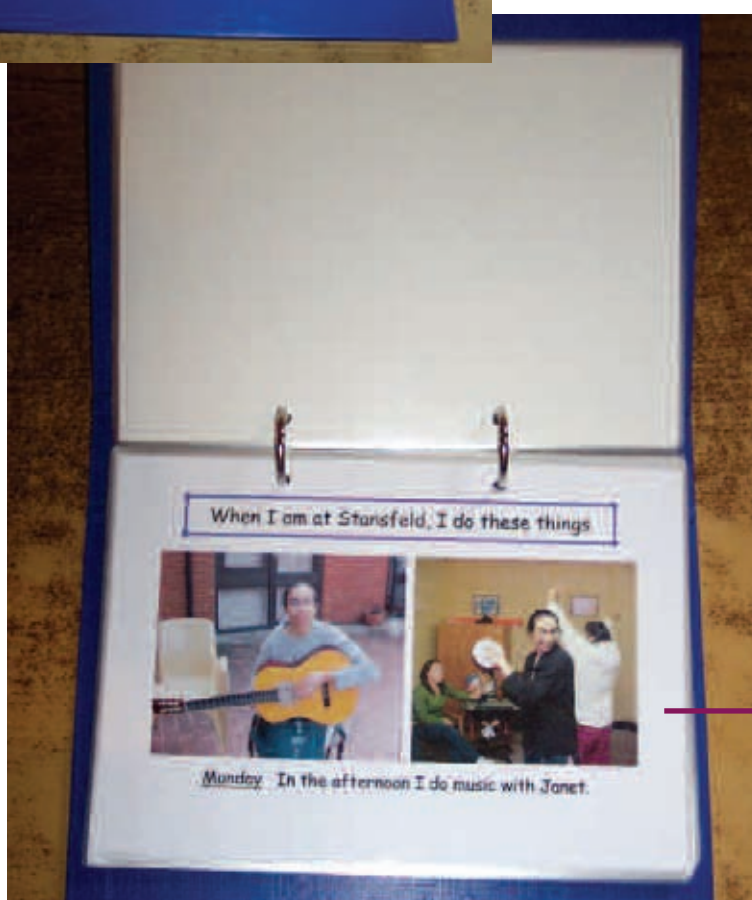 When I am at Stansfeld, I do these things
Monday In the afternoon I do music with Janet.